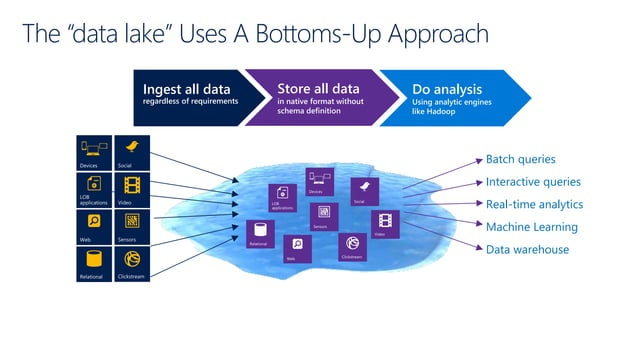 The “data lake” Uses A Bottoms-Up Approach
Ingest all data
regardless of requirements
Store all data
in native format without
schema definition
Do analysis
Using analytic engines
like Hadoop
Devices
Social
LOB
applications
Video
Web
Sensors
Relational
Clickstream
Devices
Social
LOB
applications
Sensors
Video
Relational
Web
Clickstream
Batch queries
Interactive queries
Real-time analytics
Machine Learning
Data warehouse